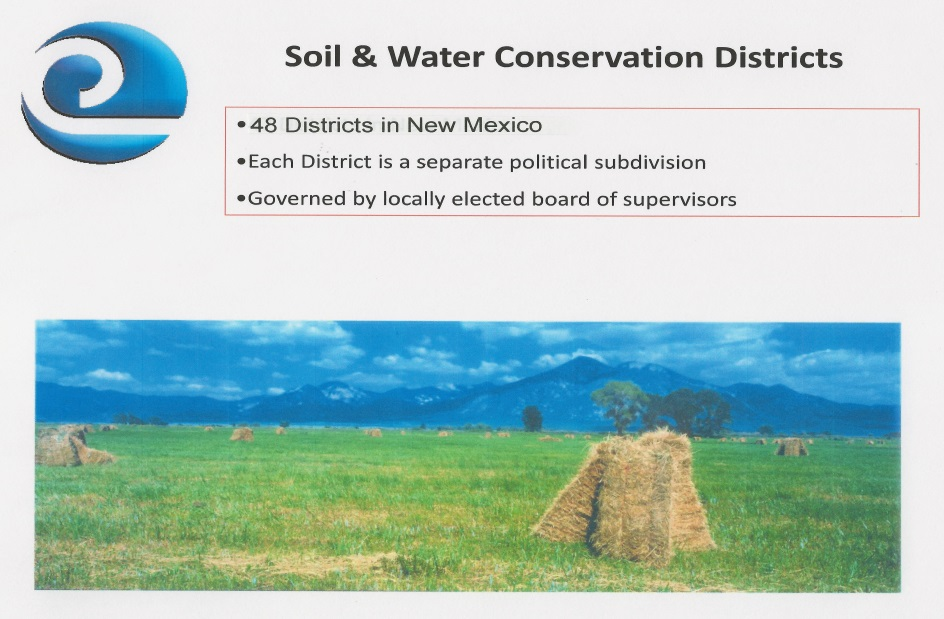 Soil & Water Conservation Districts
•48 Districts in New Mexico
•Each District is a separate political subdivision
•Governed by locally elected board of supervisors